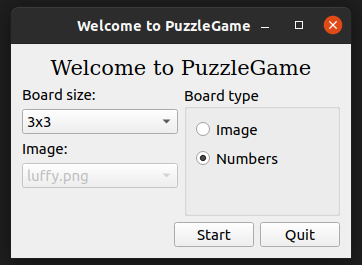 Welcome to PuzzleGame
Welcome to PuzzleGame
Board size:
3x3
Image:
luffy.png
Board type
Image
Numbers
Start
Quit